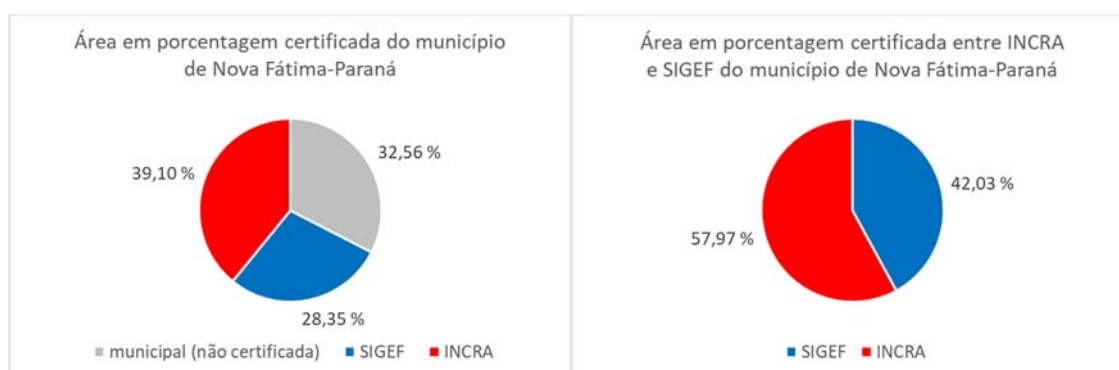 Área em porcentagem certificada do município
de Nova Fátima-Paraná
32,56 %
39,10 %
28,35 %
municipal (não certificada) SIGEF INCRA
Área em porcentagem certificada entre INCRA
e SIGEF do município de Nova Fátima-Paraná
42,03 %
57,97 %
SIGEF INCRA